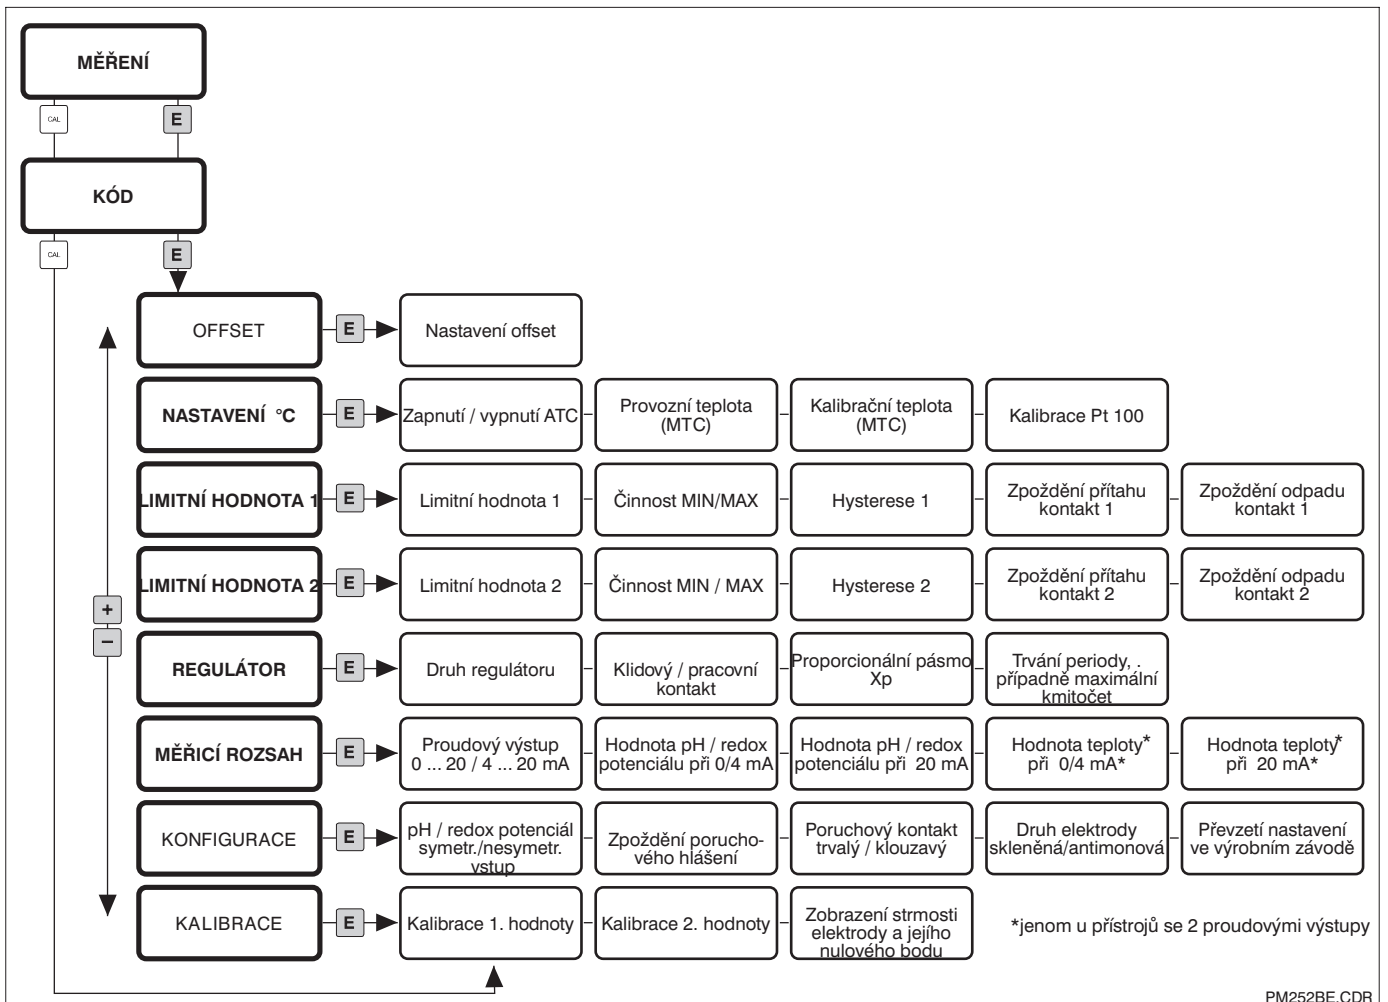 MĚŘENÍ
CAL
E
KÓD
CAL
E
OFFSET
E
Nastavení offset
NASTAVENÍ °C
E
Zapnutí / vypnutí ATC
Provozní teplota
(MTC)
Kalibrační teplota
(MTC)
Kalibrace Pt 100
LIMITNÍ HODNOTA 1
E
Limitní hodnota 1
Činnost MIN/MAX
Hysterese 1
Zpoždění přítahu
kontakt 1
Zpoždění odpadu
kontakt 1
LIMITNÍ HODNOTA 2
E
Limitní hodnota 2
Činnost MIN / MAX
Hysterese 2
Zpoždění přítahu
kontakt 2
Zpoždění odpadu
kontakt 2
+
−
REGULÁTOR
E
Druh regulátoru
Klidový / pracovní
kontakt
Proporcionální pásmo
Xp
Trvání periody, .
případně maximální
kmitočet
MĚŘICÍ ROZSAH
E
Proudový výstup
0 ... 20 / 4 ... 20 mA
Hodnota pH / redox
potenciálu při 0/4 mA
Hodnota pH / redox
potenciálu při 20 mA
Hodnota teploty*
při 0/4 mA*
Hodnota teploty*
při 20 mA*
KONFIGURACE
E
pH / redox potenciál
symetr./nesymetr.
vstup
Zpoždění porucho-
vého hlášení
Poruchový kontakt
trvalý / klouzavý
Druh elektrody
skleněná/antimonová
Převzetí nastavení
ve výrobním závodě
KALIBRACE
E
Kalibrace 1. hodnoty
Kalibrace 2. hodnoty
Zobrazení strmosti
elektrody a jejího
nulového bodu
*jenom u přístrojů se 2 proudovými výstupy
PM252BE.CDR